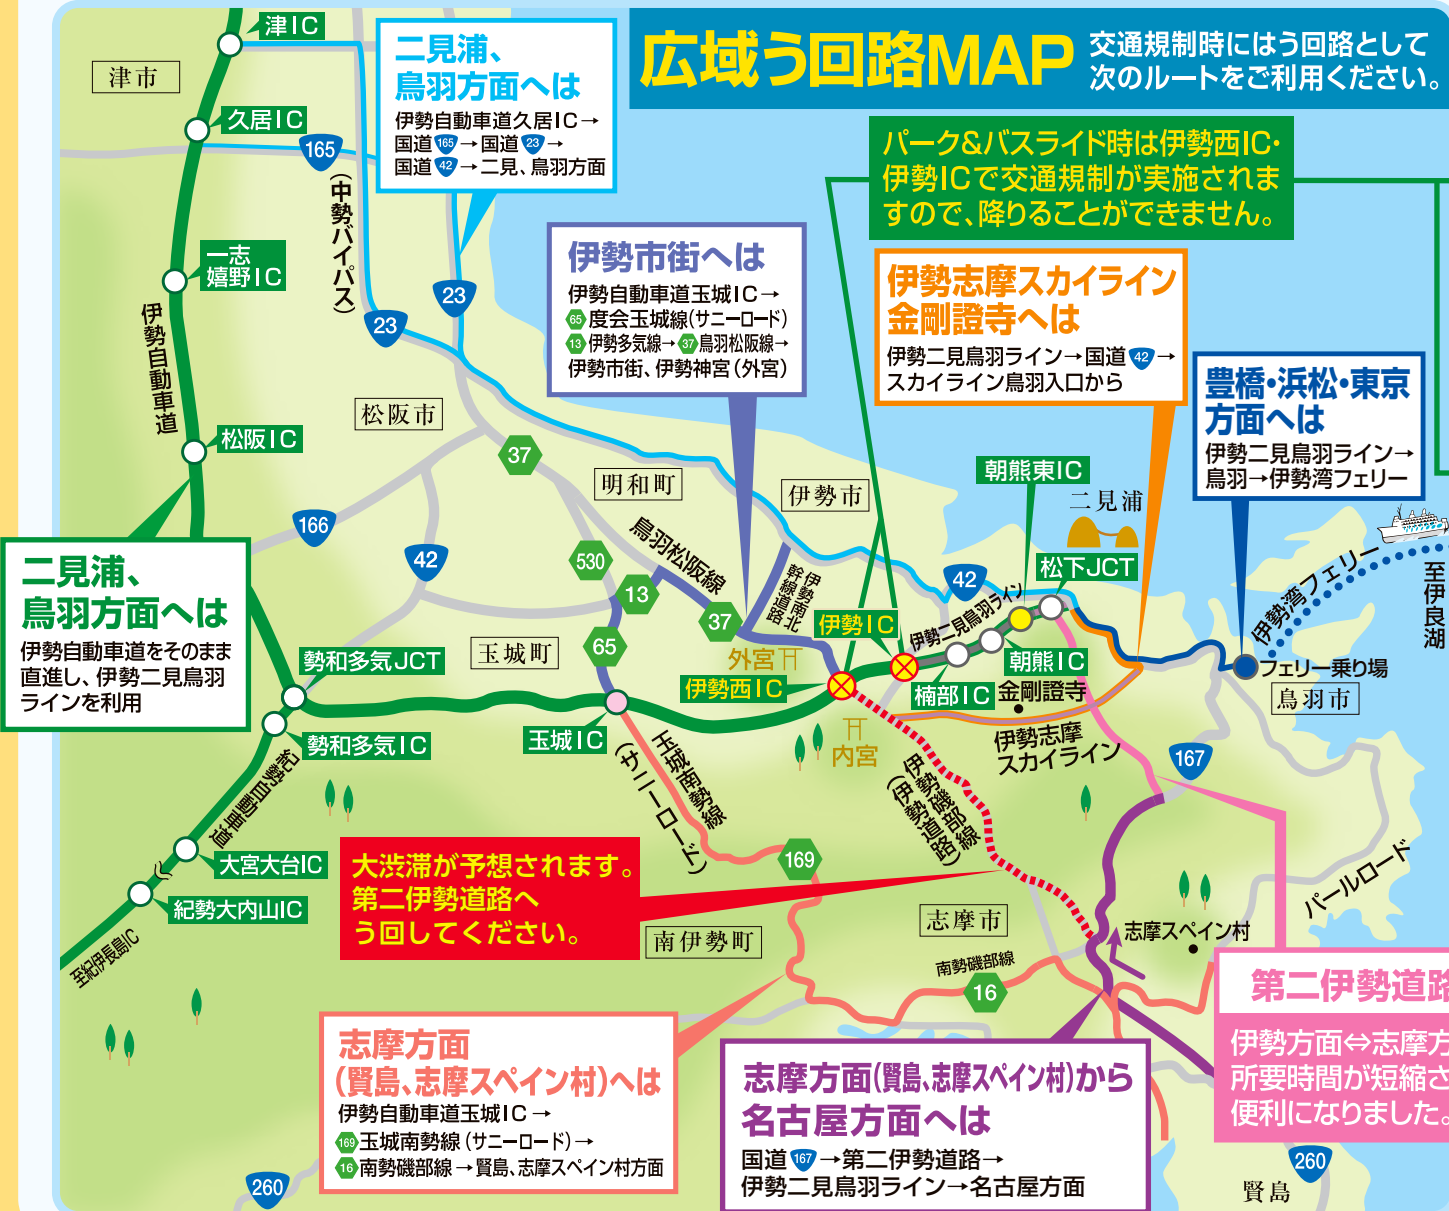 広域う回路MAP
交通規制時にはう回路として
次のルートをご利用ください。
津IC
津市
久居IC
165
(中勢バイパス)
一志
嬉野IC
伊勢自動車道
松阪IC
二見浦、
鳥羽方面へは
伊勢自動車道久居IC→
国道165→国道23→
国道42→二見、鳥羽方面
23
23
パーク&バスライド時は伊勢西IC・
伊勢ICで交通規制が実施されま
すので、降りることができません。
伊勢市街へは
伊勢自動車道玉城IC→
65度会玉城線(サニーロード)
13伊勢多気線→37鳥羽松阪線→
伊勢市街、伊勢神宮(外宮)
伊勢志摩スカイライン
金剛證寺へは
伊勢二見鳥羽ライン→国道42→
スカイライン鳥羽入口から
豊橋・浜松・東京
方面へは
伊勢二見鳥羽ライン→
鳥羽→伊勢湾フェリー
松阪市
37
明和町
伊勢市
朝熊東IC
二見浦
166
42
530
鳥羽松阪線
伊勢南北
幹線道路
42
松下JCT
伊勢二見鳥羽ライン
伊勢湾フェリー
至伊良湖
二見浦、
鳥羽方面へは
伊勢自動車道をそのまま
直進し、伊勢二見鳥羽
ラインを利用
13
37
65
玉城町
外宮
伊勢IC
伊勢西IC
朝熊IC
楠部IC
金剛證寺
フェリー乗り場
鳥羽市
勢和多気JCT
勢和多気IC
玉城IC
内宮
伊勢志摩
スカイライン
167
紀勢自動車道
玉城南勢線
(サニーロード)
伊勢磯部線
(伊勢道路)
大宮大台IC
紀勢大内山IC
至紀伊長島IC
大渋滞が予想されます。
第二伊勢道路へ
う回してください。
169
パールロード
南伊勢町
志摩市
志摩スペイン村
南勢磯部線
16
第二伊勢道路
伊勢方面⇔志摩方
所要時間が短縮さ
便利になりました。
志摩方面
(賢島、志摩スペイン村)へは
伊勢自動車道玉城IC→
169玉城南勢線(サニーロード)→
16南勢磯部線→賢島、志摩スペイン村方面
志摩方面(賢島、志摩スペイン村)から
名古屋方面へは
国道167→第二伊勢道路→
伊勢二見鳥羽ライン→名古屋方面
260
260
賢島